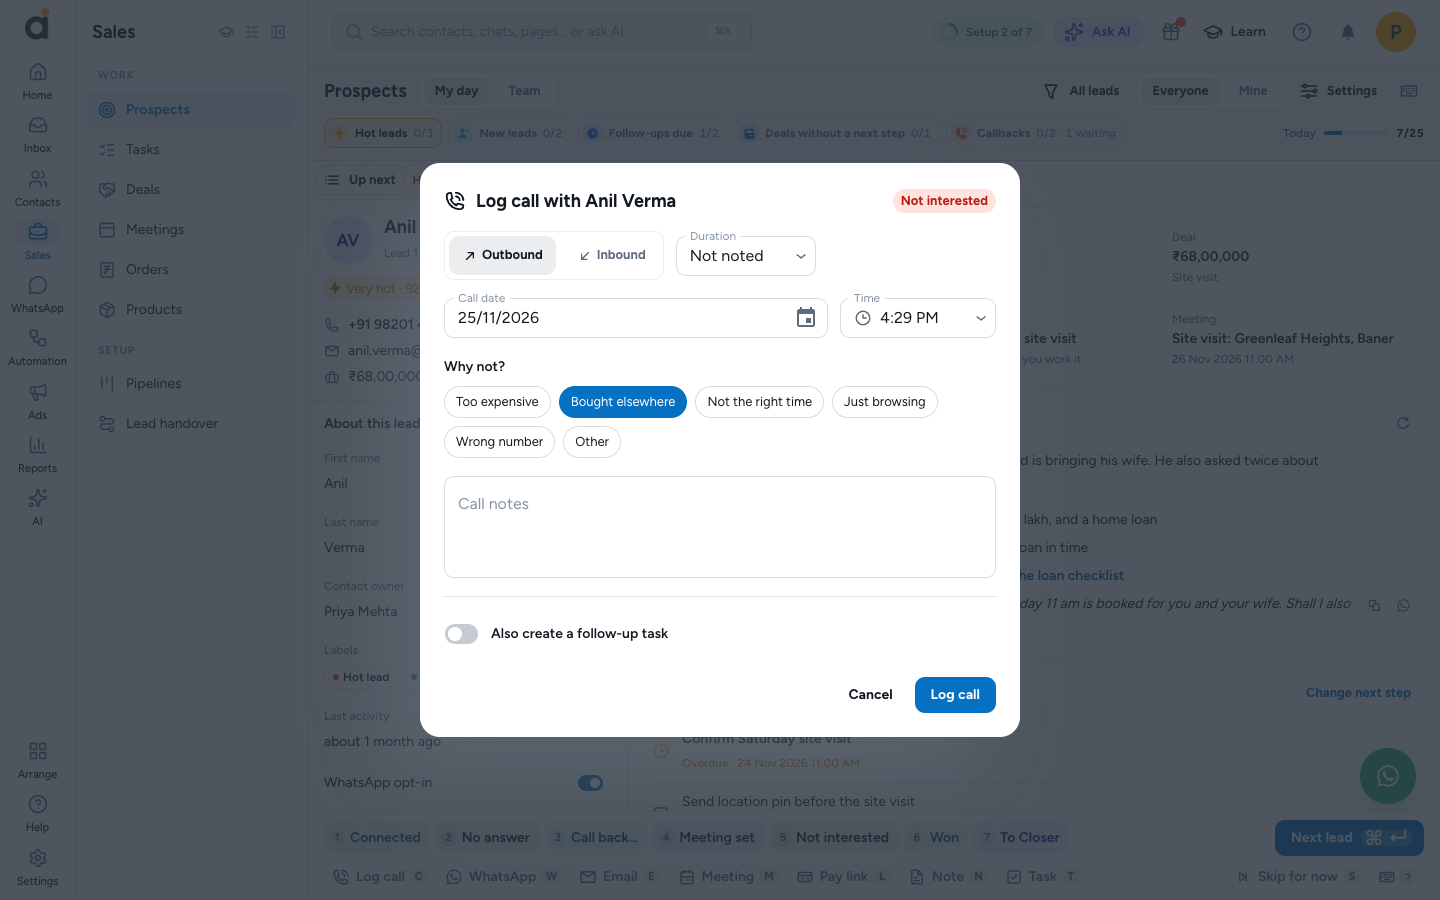 Sales
Search contacts, chats, pages... or ask AI
⌘K
Setup 2 of 7
Ask AI
Learn
P
Home
Inbox
Contacts
Sales
WhatsApp
Automation
Ads
Reports
AI
Arrange
Help
Settings
WORK
Prospects
Tasks
Deals
Meetings
Orders
Products
SETUP
Pipelines
Lead handover
Prospects
My day
Team
All leads
Everyone
Mine
Settings
Hot leads 0/3
New leads 0/2
Follow-ups due 1/2
Deals without a next step 0/1
Callbacks 0/2 · 1 waiting
Today
7/25
Up next
AV
Anil
Lead
Very hot · 92
+91 98201
anil.verma@
₹68,00,000
About this lead
First name
Anil
Last name
Verma
Contact owner
Priya Mehta
Labels
Hot lead
Last activity
about 1 month ago
WhatsApp opt-in
Log call with Anil Verma
Not interested
Outbound
Inbound
Duration
Not noted
Call date
25/11/2026
Time
4:29 PM
Why not?
Too expensive
Bought elsewhere
Not the right time
Just browsing
Wrong number
Other
Call notes
Also create a follow-up task
Cancel
Log call
Deal
₹68,00,000
Site visit
site visit
you work it
Meeting
Site visit: Greenleaf Heights, Baner
26 Nov 2026 11:00 AM
d is bringing his wife. He also asked twice about
lakh, and a home loan
oan in time
he loan checklist
day 11 am is booked for you and your wife. Shall I also
Change next step
Confirm Saturday site visit
Overdue · 24 Nov 2026 11:00 AM
Send location pin before the site visit
1 Connected
2 No answer
3 Call back...
4 Meeting set
5 Not interested
6 Won
7 To Closer
Next lead ⌘
Log call C
WhatsApp W
Email E
Meeting M
Pay link L
Note N
Task T
Skip for now S
?